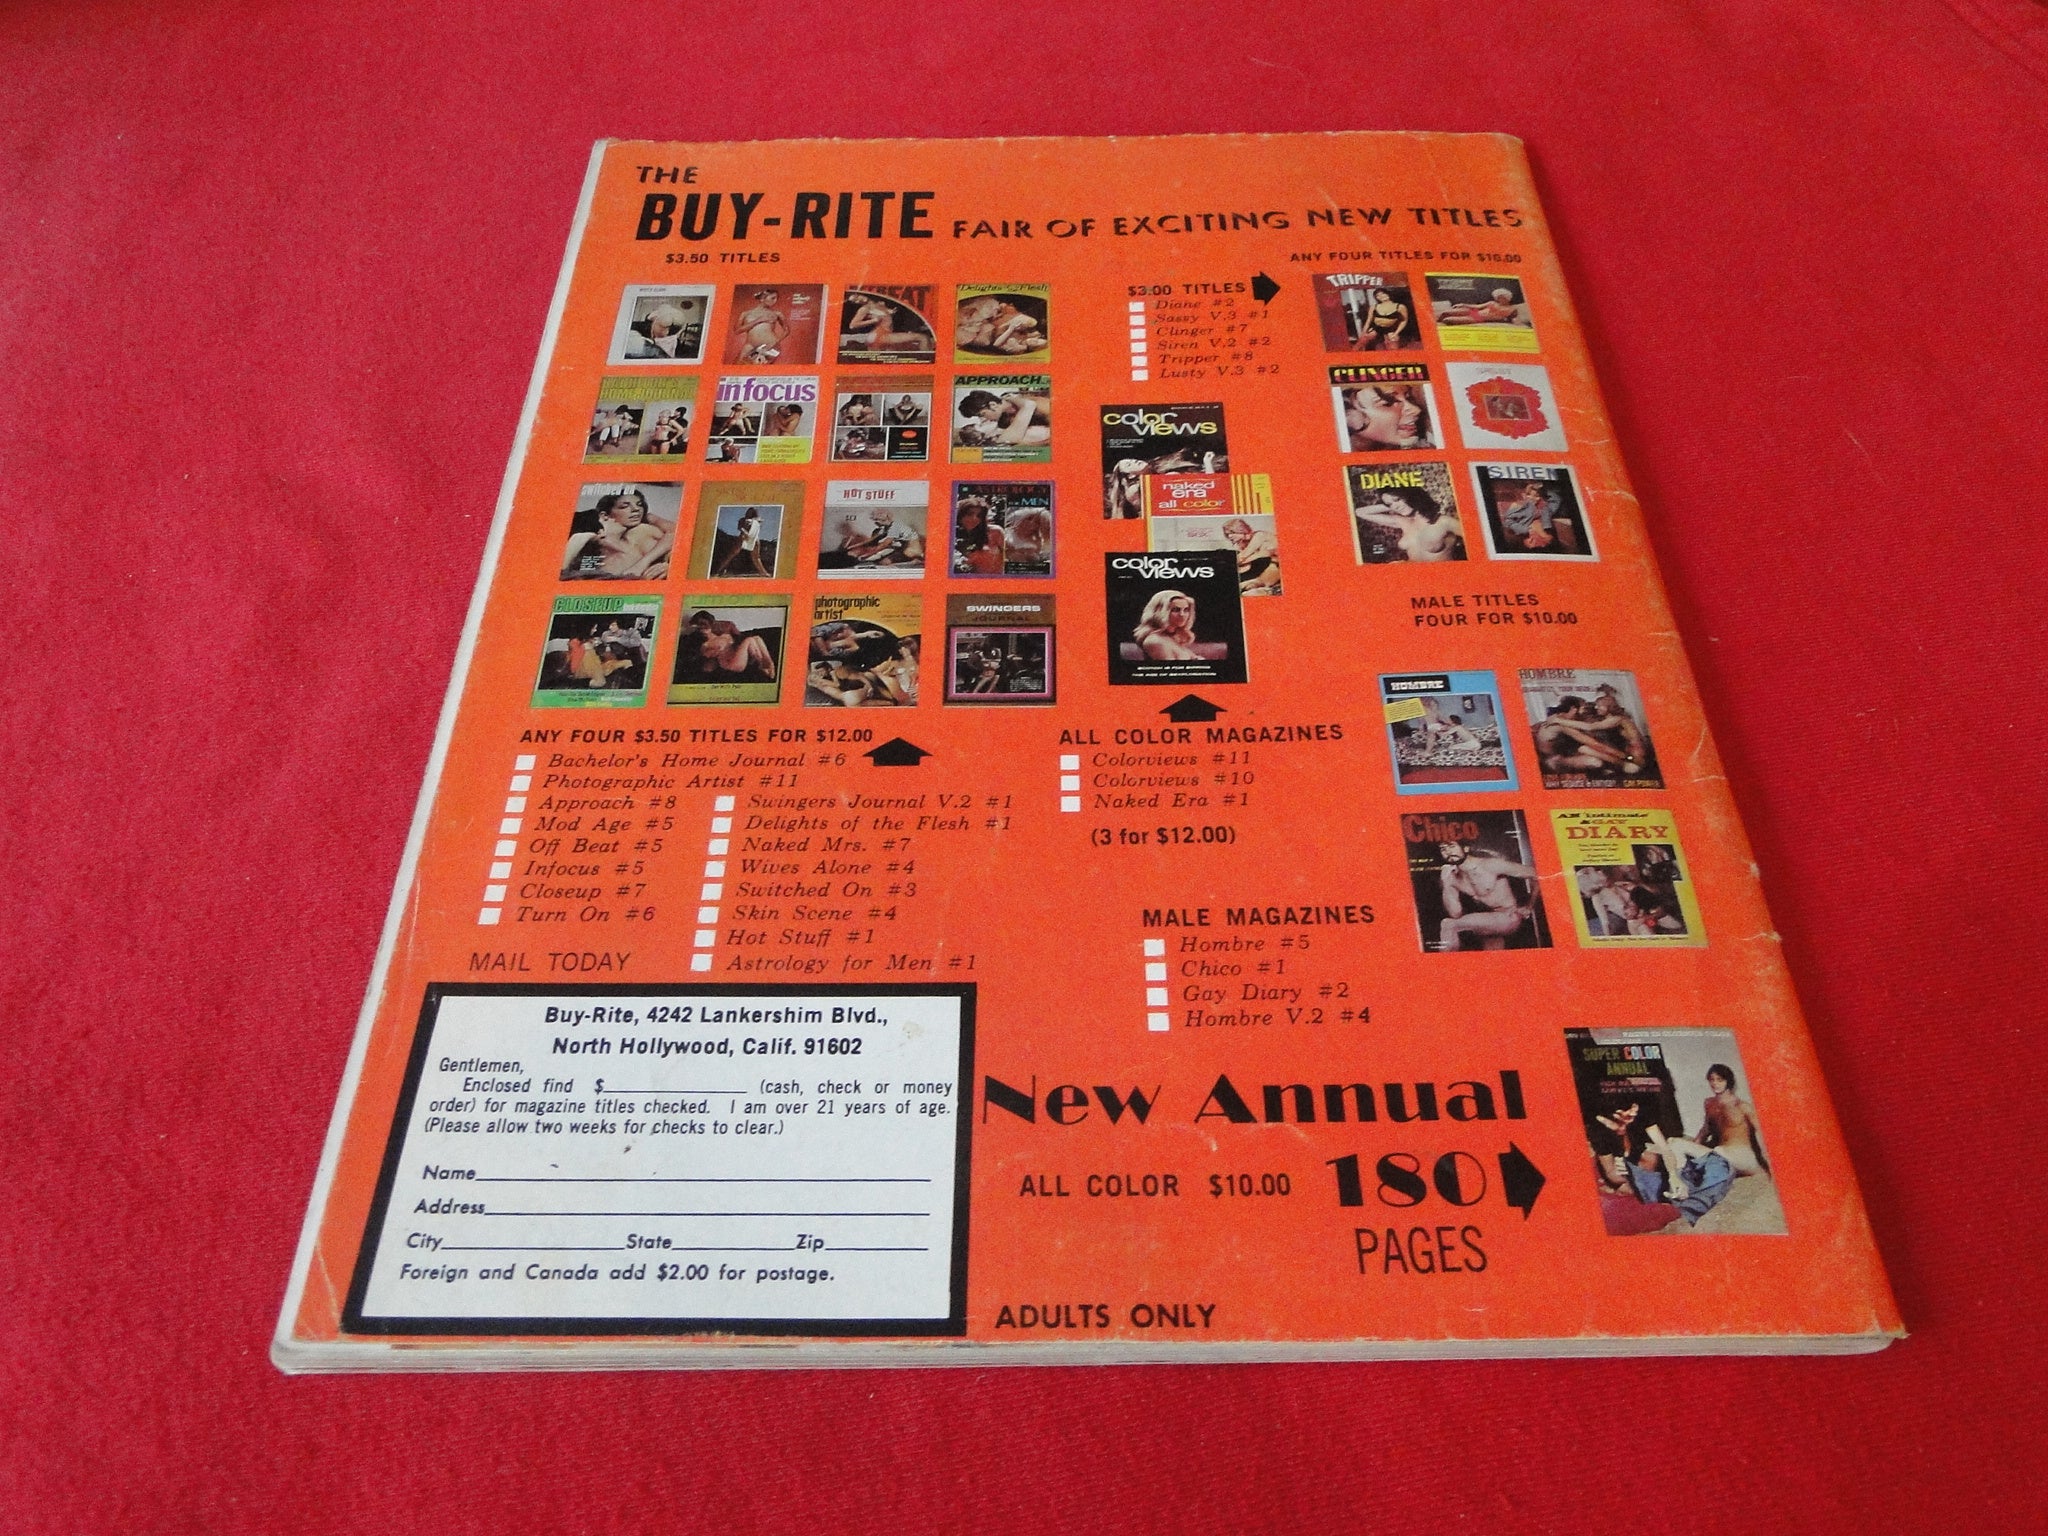 THE
BUY-RITE FAIR OF EXCITING NEW TITLES
$3.50 TITLES
infocus
APPROACH
switched on
HOT STUFF
CLOSEUP
photographic
artist
SWINGERS
JOURNAL
ANY FOUR $3.50 TITLES FOR $12.00
Bachelor's Home Journal #6
Photographic Artist #11
Approach #8
Mod Age #5
Off Beat #5
Infocus #5
Closeup #7
Turn On #6
Swingers Journal V.2 #1
Delights of the Flesh #1
Naked Mrs. #7
Wives Alone #4
Switched On #3
Skin Scene #4
Hot Stuff #1
Astrology for Men #1
MAIL TODAY
Buy-Rite, 4242 Lankershim Blvd.,
North Hollywood, Calif. 91602
Gentlemen,
Enclosed find $ (cash, check or money
order) for magazine titles checked. I am over 21 years of age.
(Please allow two weeks for checks to clear.)
Name
Address
City State Zip
Foreign and Canada add $2.00 for postage.
$3.00 TITLES
Diane #2
Sassy V.3 #1
Clinger #7
Siren V.2 #2
Tripper #8
Lusty V.3 #2
color
views
naked
era
all color
color
views
THE AGE OF SEXPLORATION
ALL COLOR MAGAZINES
Colorviews #11
Colorviews #10
Naked Era #1
(3 for $12.00)
ANY FOUR TITLES FOR $10.00
TRIPPER
CLINGER
DIANE
SIREN
MALE TITLES
FOUR FOR $10.00
HOMBRE
HOMBRE
Chico
AN intimate
GAY
DIARY
MALE MAGAZINES
Hombre #5
Chico #1
Gay Diary #2
Hombre V.2 #4
New Annual
ALL COLOR $10.00
180
PAGES
SUPER COLOR
ANNUAL
ADULTS ONLY